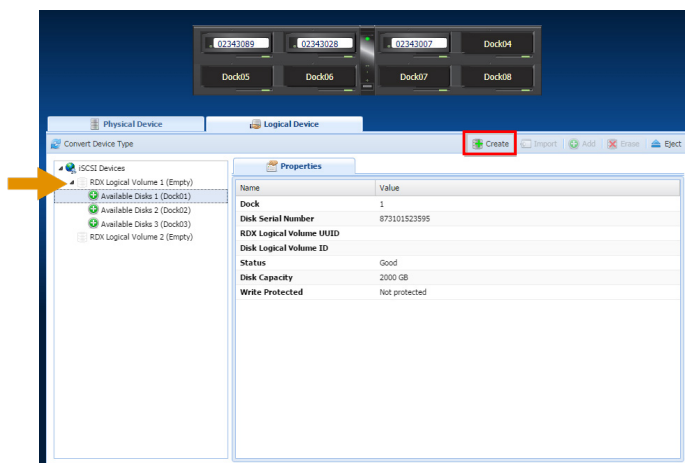 02343089 02343028 02343007 Dock04
Dock05 Dock06 Dock07 Dock08
Physical Device Logical Device
Convert Device Type Create Import Add Erase Eject
iSCSI Devices
RDX Logical Volume 1 (Empty)
Available Disks 1 (Dock01)
Available Disks 2 (Dock02)
Available Disks 3 (Dock03)
RDX Logical Volume 2 (Empty)
Properties
Name Value
Dock 1
Disk Serial Number 873101523595
RDX Logical Volume UUID
Disk Logical Volume ID
Status Good
Disk Capacity 2000 GB
Write Protected Not protected